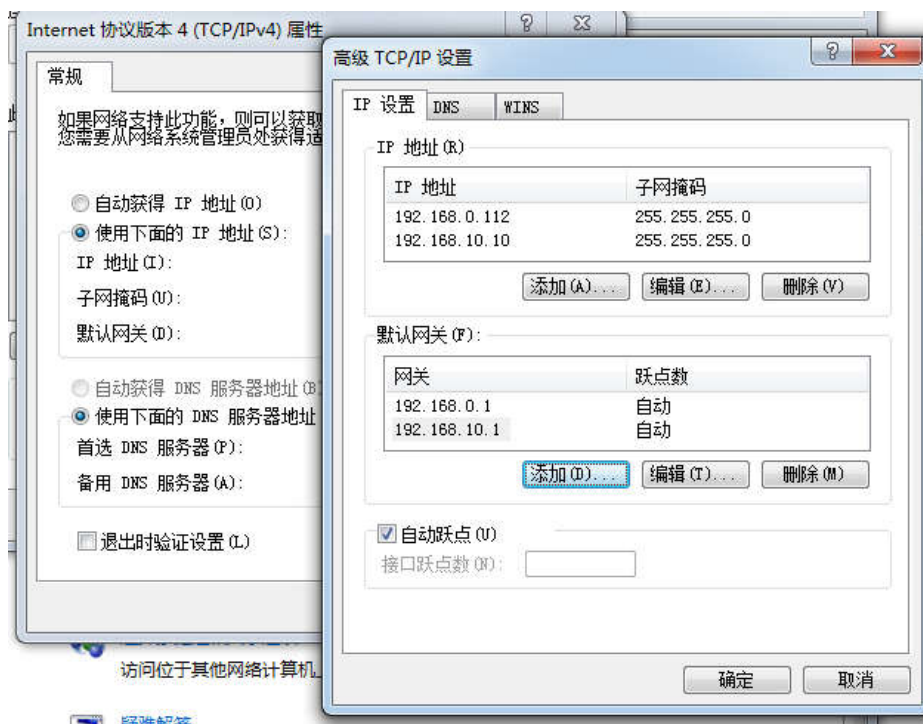 Internet 协议版本 4 (TCP/IPv4) 属性
常规
如果网络支持此功能，则可以获取
您需要从网络系统管理员处获得适
自动获得 IP 地址(O)
使用下面的 IP 地址(S):
IP 地址(I):
子网掩码(U):
默认网关(D):
自动获得 DNS 服务器地址(B
使用下面的 DNS 服务器地址
首选 DNS 服务器(P):
备用 DNS 服务器(A):
退出时验证设置(L)
访问位于其他网络计算机
疑难解答
高级 TCP/IP 设置
IP 设置 DNS WINS
IP 地址(R)
IP 地址 子网掩码
192.168.0.112 255.255.255.0
192.168.10.10 255.255.255.0
添加(A)... 编辑(E)... 删除(V)
默认网关(F):
网关 跃点数
192.168.0.1 自动
192.168.10.1 自动
添加(D)... 编辑(T)... 删除(M)
自动跃点(U)
接口跃点数(N):
确定 取消